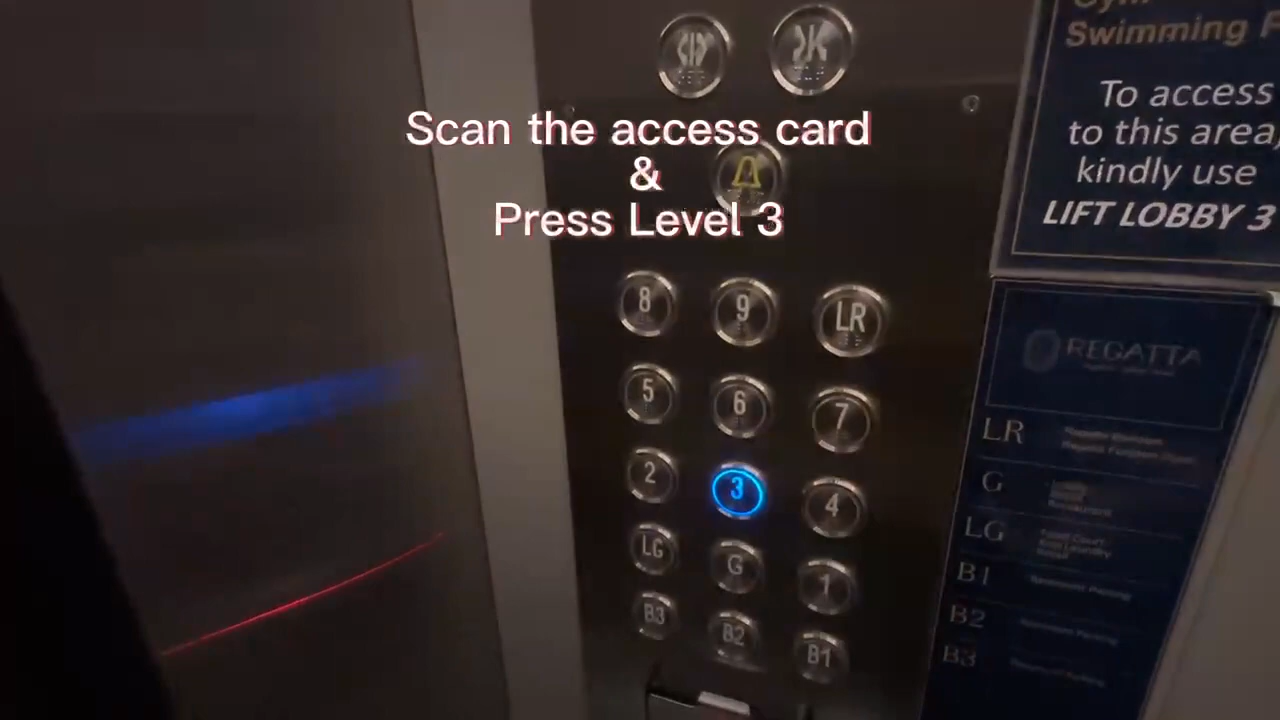 Scan the access card
&
Press Level 3
8 9 LR
5 6 7
2 3 4
LG G 1
B3 B2 B1
Swimming
To access
to this area,
kindly use
LIFT LOBBY 3
REGATTA
LR
G
LG
B1
B2
B3